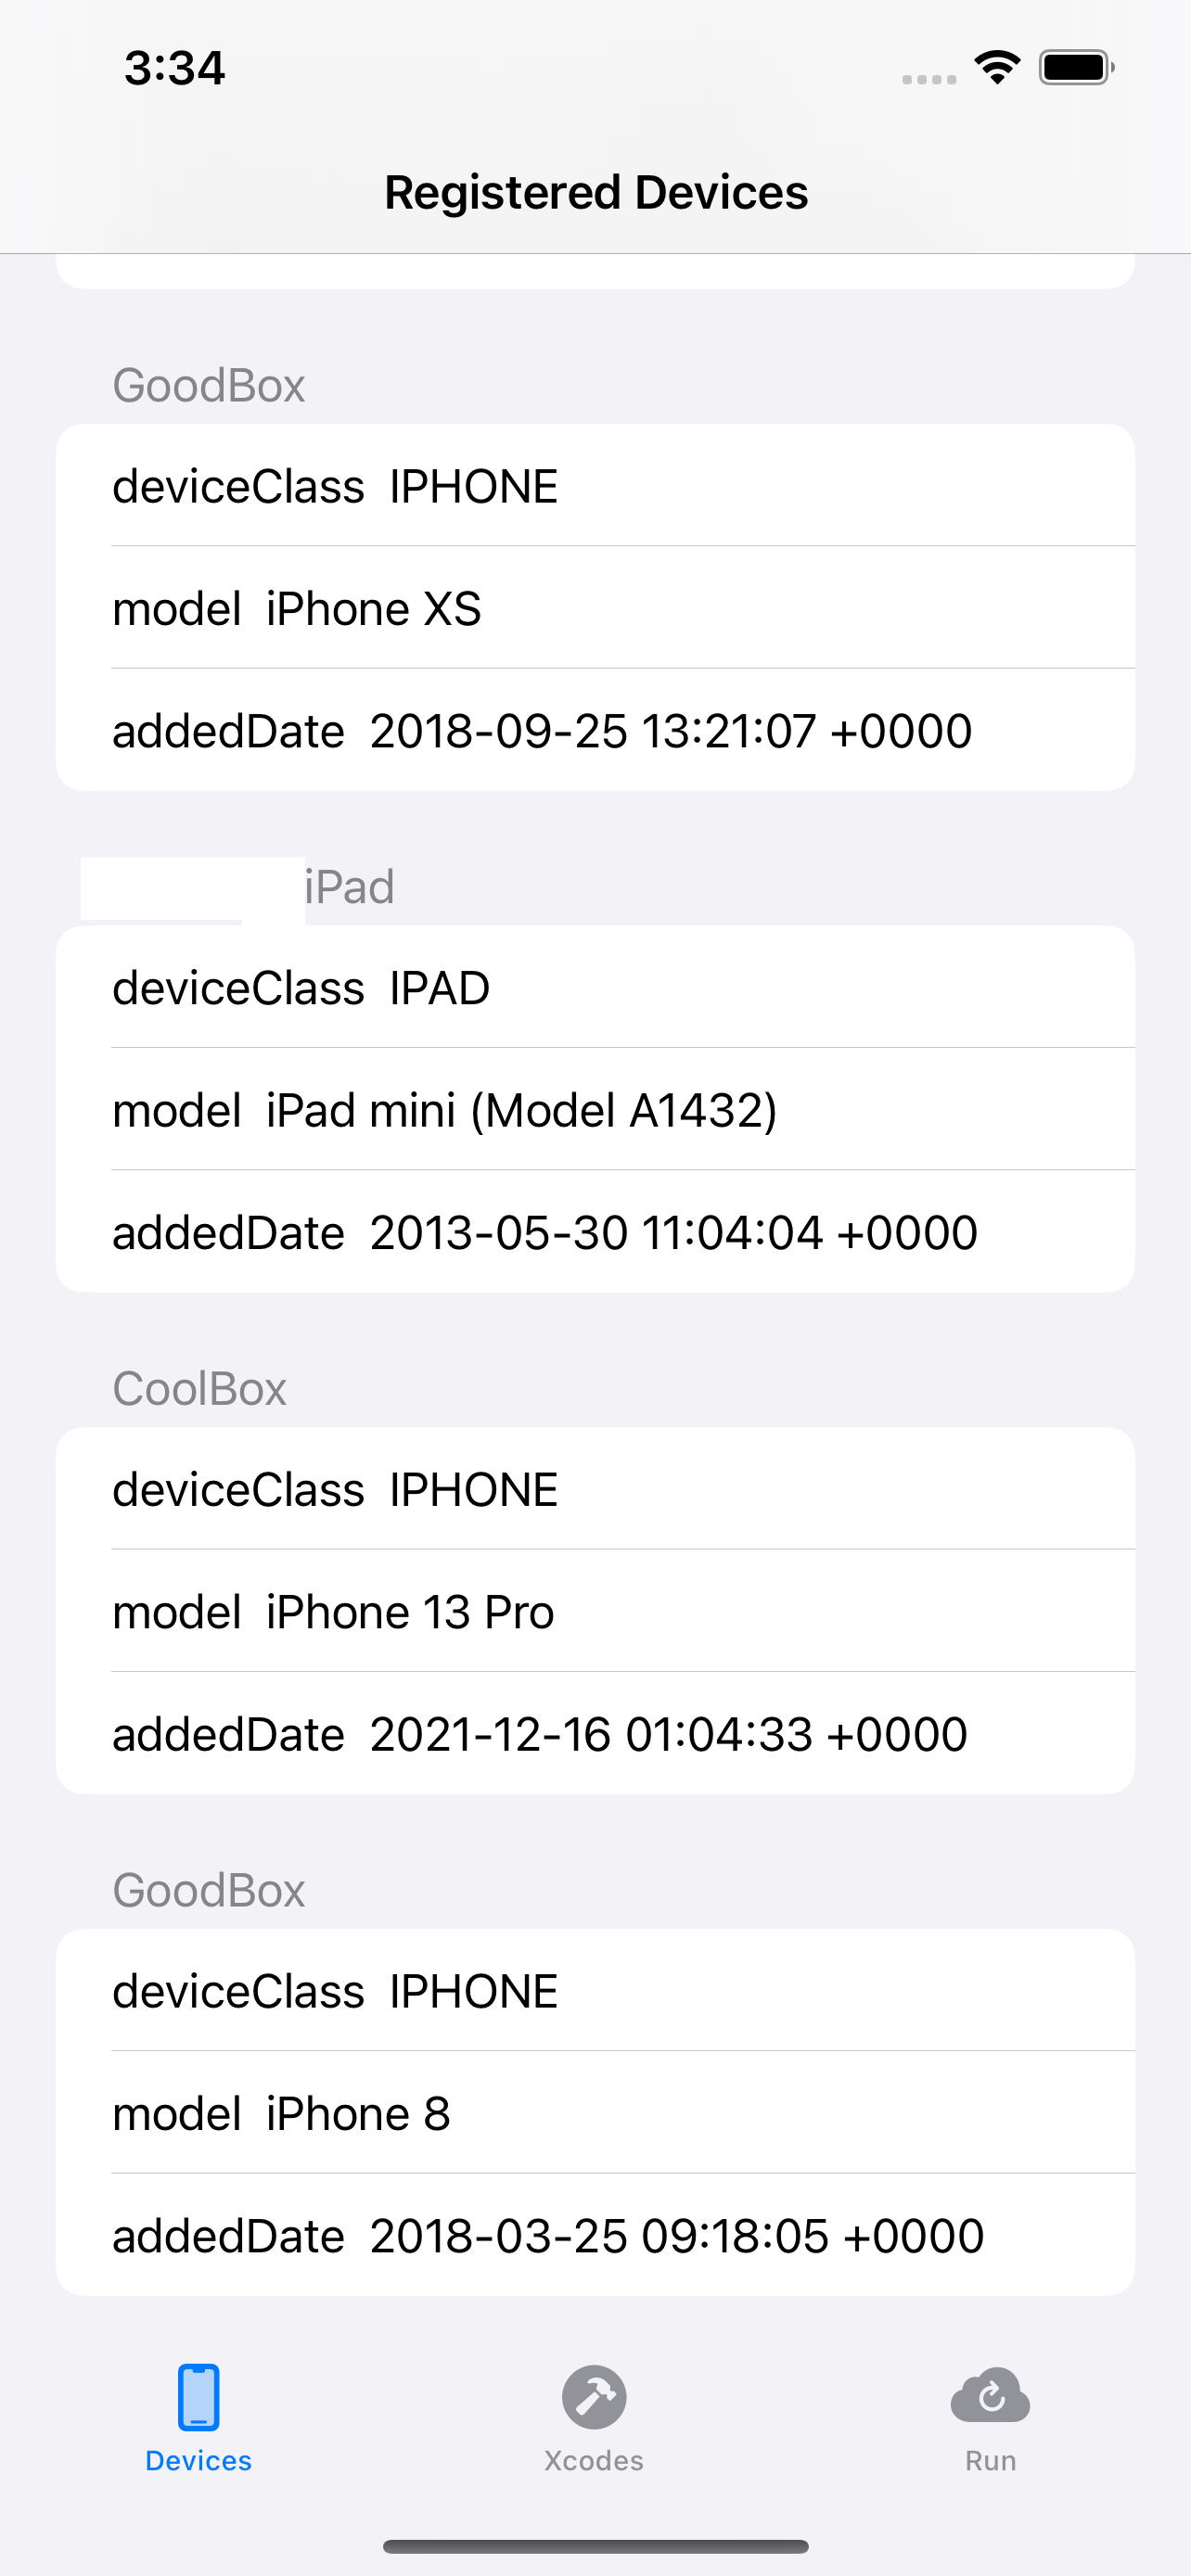 3:34
Registered Devices
GoodBox
deviceClass IPHONE
model iPhone XS
addedDate 2018-09-25 13:21:07 +0000
iPad
deviceClass IPAD
model iPad mini (Model A1432)
addedDate 2013-05-30 11:04:04 +0000
CoolBox
deviceClass IPHONE
model iPhone 13 Pro
addedDate 2021-12-16 01:04:33 +0000
GoodBox
deviceClass IPHONE
model iPhone 8
addedDate 2018-03-25 09:18:05 +0000
Devices Xcodes Run